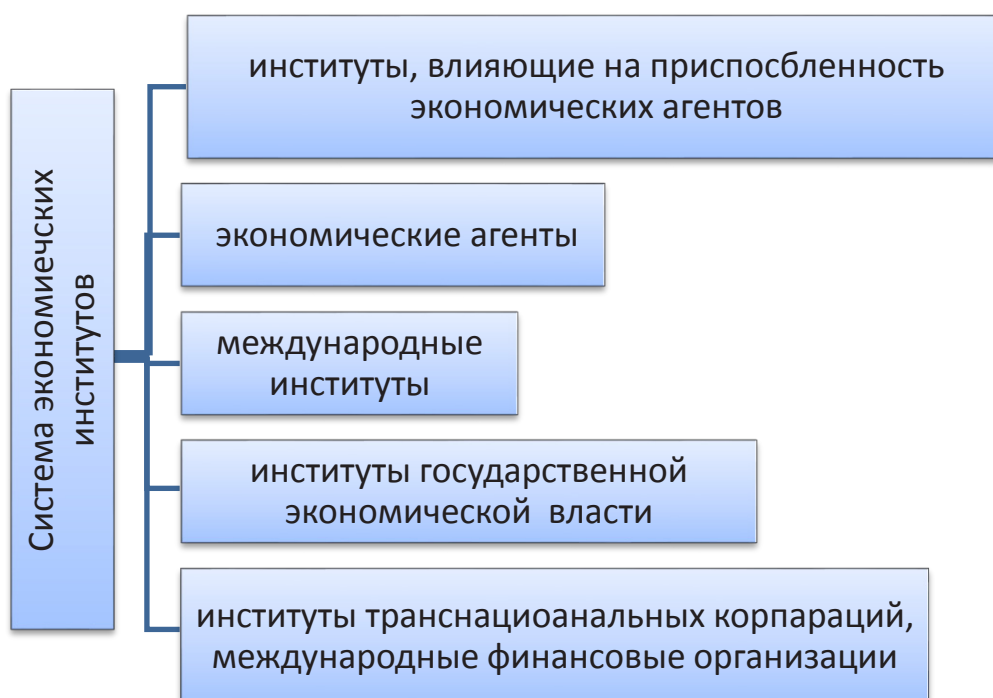 Система экономиечских
институтов
институты, влияющие на приспосбленность
экономических агентов
экономические агенты
международные
институты
институты государственной
экономической власти
институты транснациоанальных корпараций,
международные финансовые организации